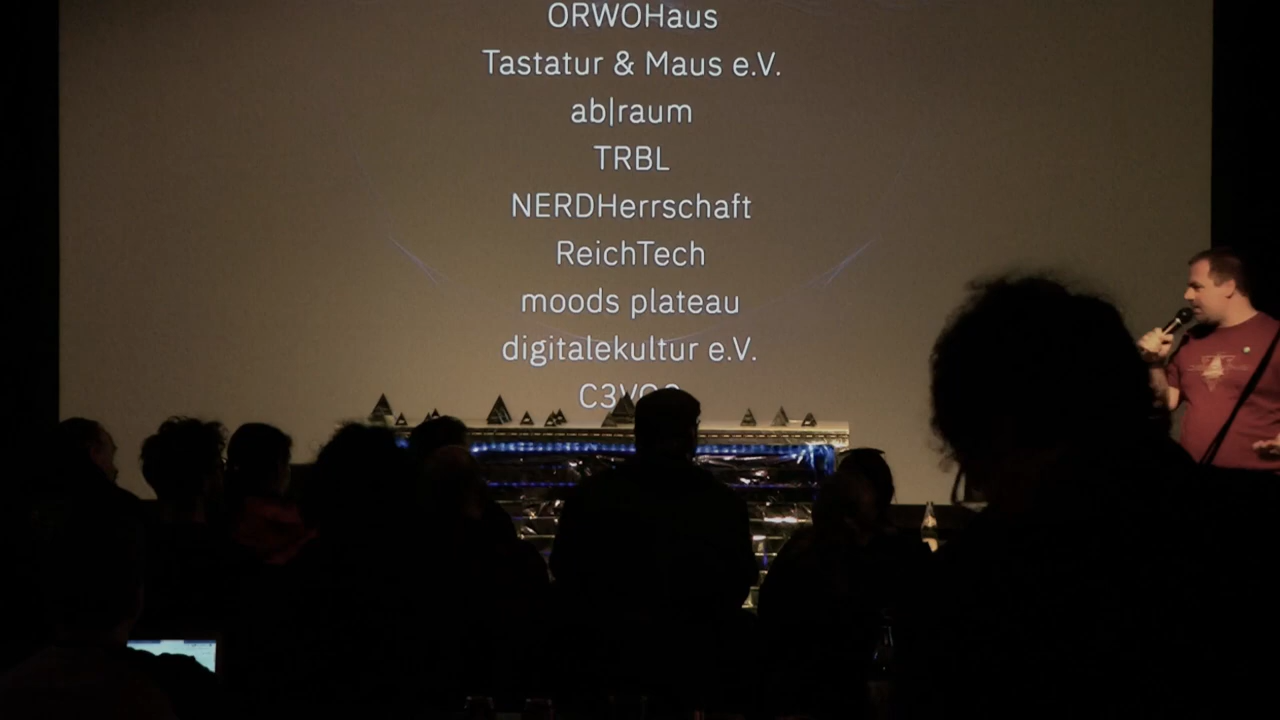 ORWOHaus
Tastatur & Maus e.V.
ab|raum
TRBL
NERDHerrschaft
ReichTech
moods plateau
digitalekultur e.V.